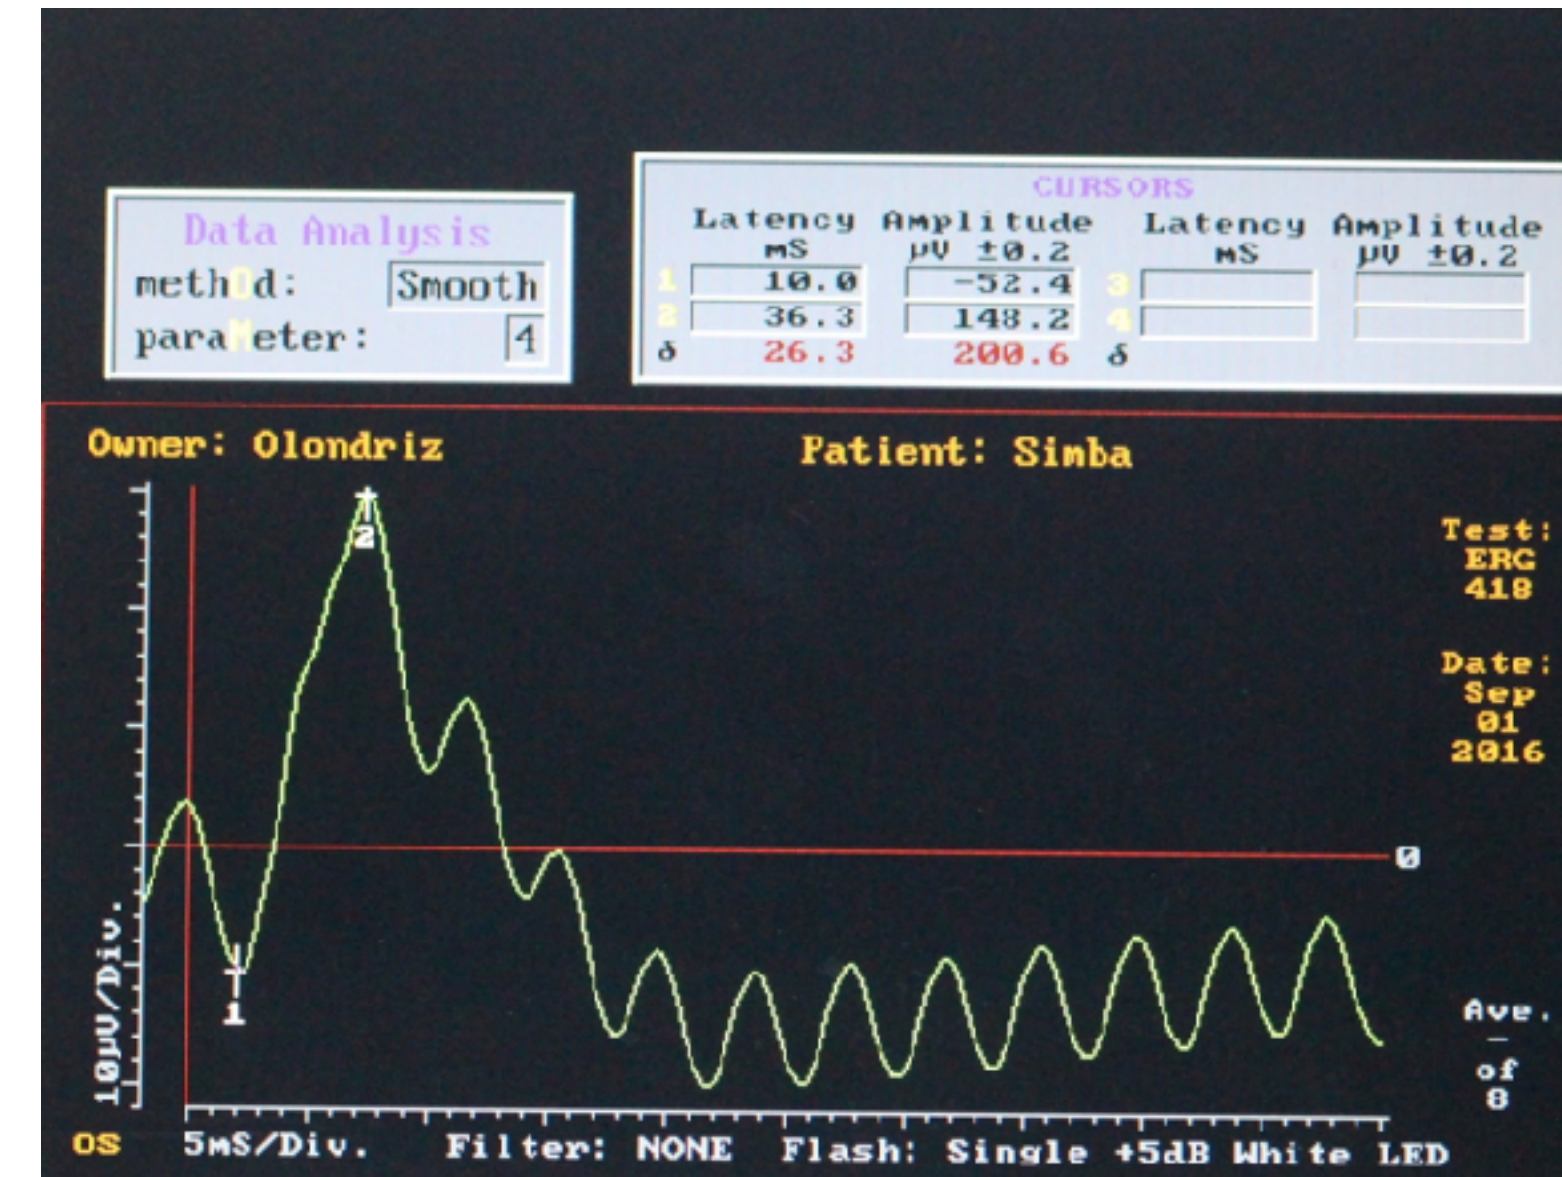 Data Analysis
methOd: Smooth
paraMeter: 4
CURSORS
Latency Amplitude Latency Amplitude
mS µV ±0.2 mS µV ±0.2
1 10.0 -52.4 3
2 36.3 148.2 4
δ 26.3 200.6 δ
Owner: Olondriz Patient: Simba
2
Test:
ERG
418
Date:
Sep
01
2016
0
1
10µV/Div.
Ave.
-
of
8
OS 5mS/Div. Filter: NONE Flash: Single +5dB White LED